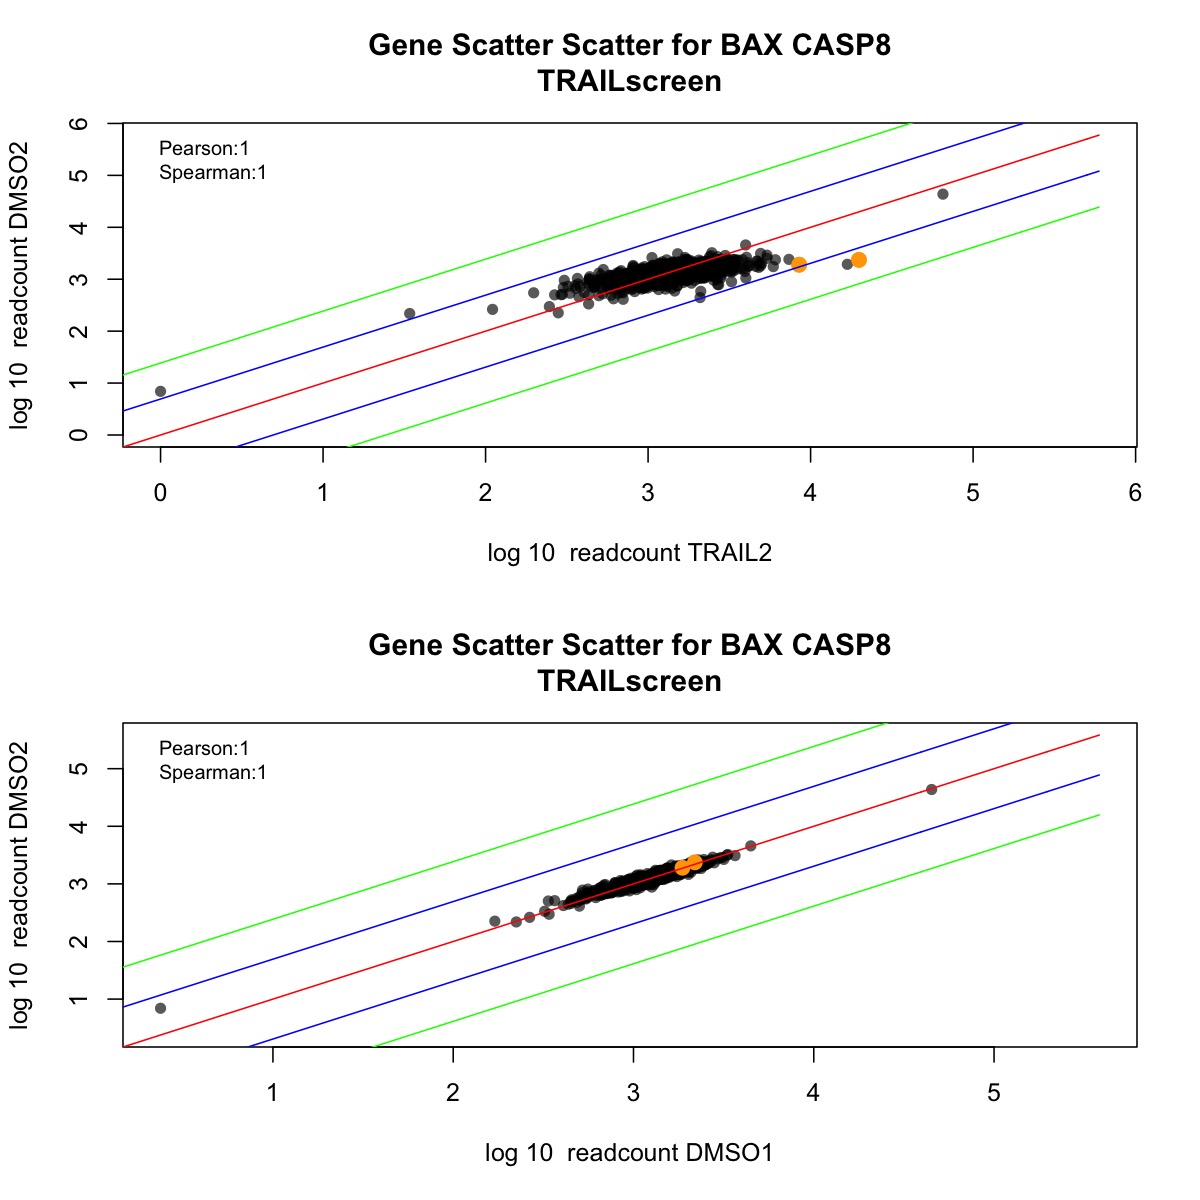 Gene Scatter Scatter for BAX CASP8
TRAILscreen
Pearson:1
Spearman:1
log 10  readcount DMSO2
6
5
4
3
2
1
0
0 1 2 3 4 5 6
log 10  readcount TRAIL2
Gene Scatter Scatter for BAX CASP8
TRAILscreen
Pearson:1
Spearman:1
log 10  readcount DMSO2
5
4
3
2
1
1 2 3 4 5
log 10  readcount DMSO1